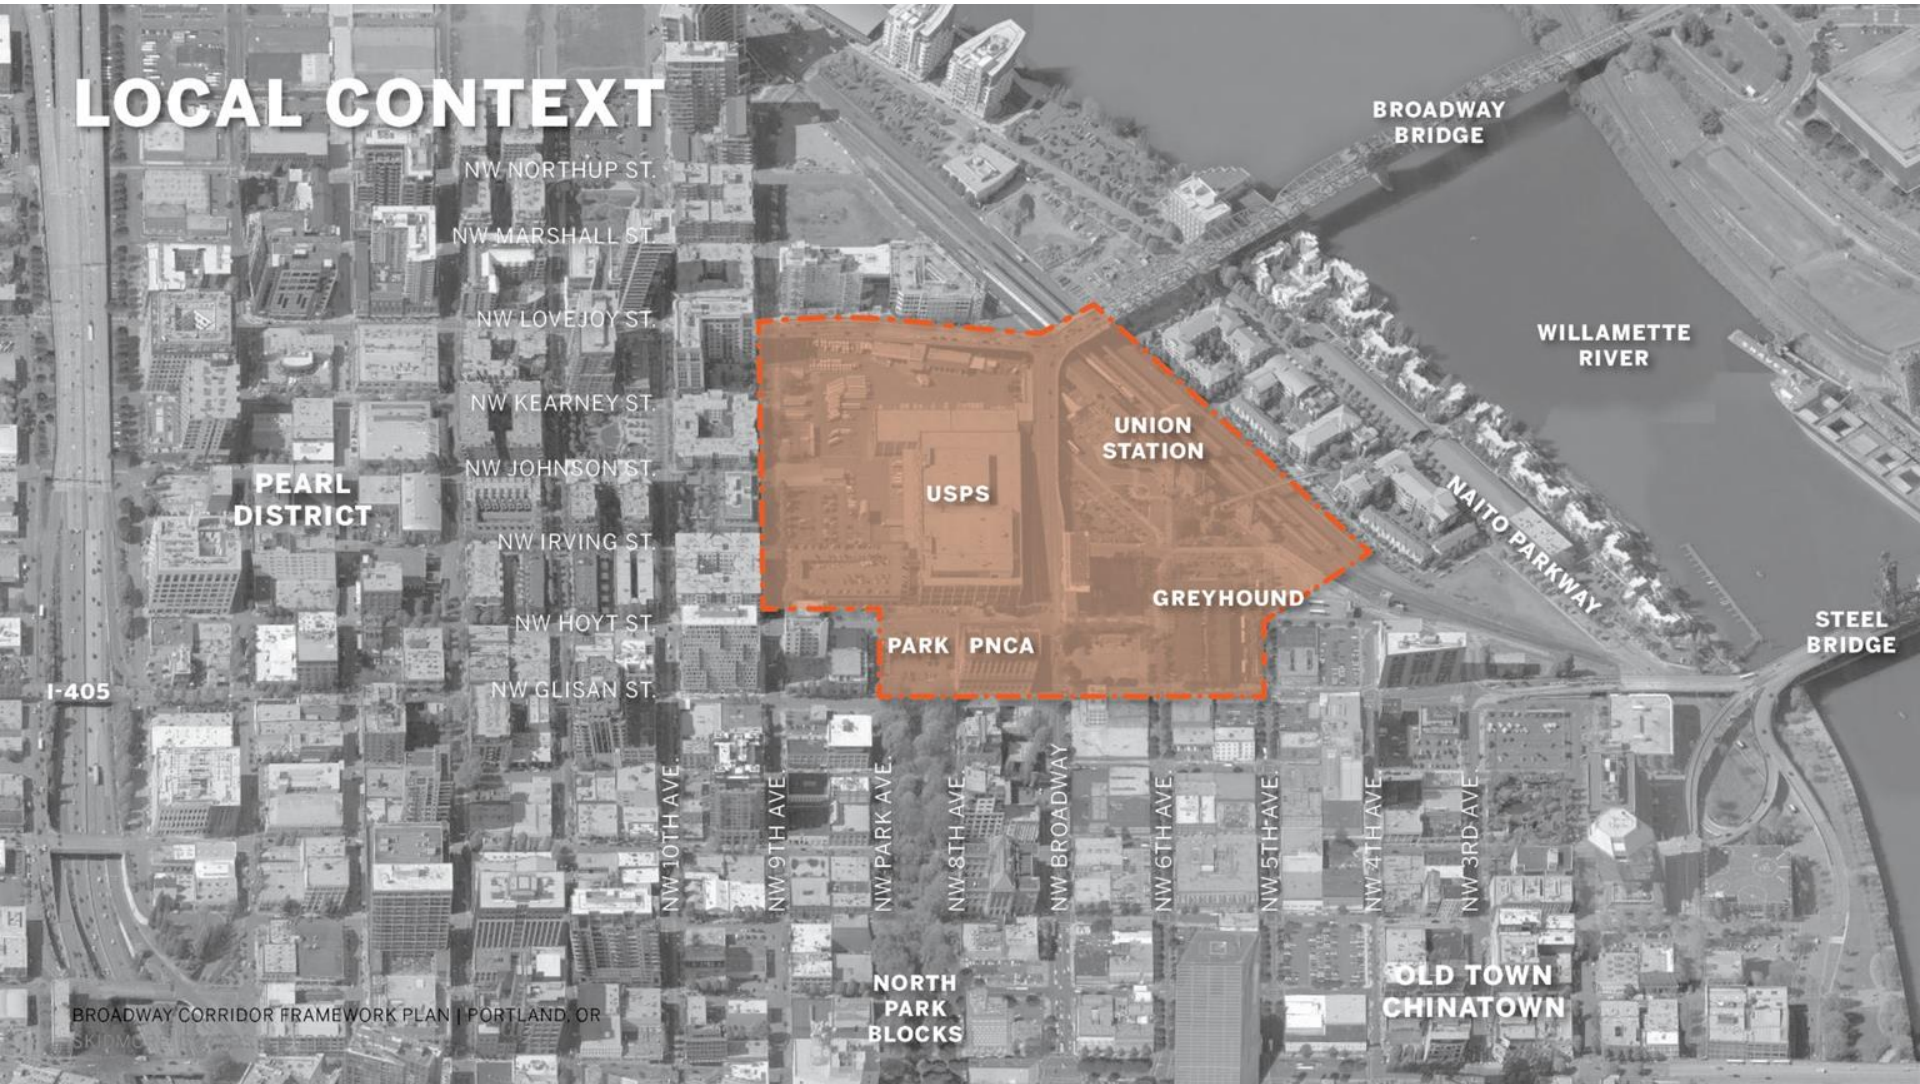 LOCAL CONTEXT
NW NORTHUP ST.
NW MARSHALL ST.
NW LOVEJOY ST.
NW KEARNEY ST.
NW JOHNSON ST.
NW IRVING ST.
NW HOYT ST.
NW GLISAN ST.
PEARL
DISTRICT
I-405
BROADWAY
BRIDGE
WILLAMETTE
RIVER
UNION
STATION
USPS
NAITO PARKWAY
GREYHOUND
PARK
PNCA
STEEL
BRIDGE
NW 10TH AVE.
NW 9TH AVE.
NW PARK AVE.
NW 8TH AVE.
NW BROADWAY
NW 6TH AVE.
NW 5TH AVE.
NW 4TH AVE.
NW 3RD AVE.
NORTH
PARK
BLOCKS
OLD TOWN
CHINATOWN
BROADWAY CORRIDOR FRAMEWORK PLAN | PORTLAND, OR